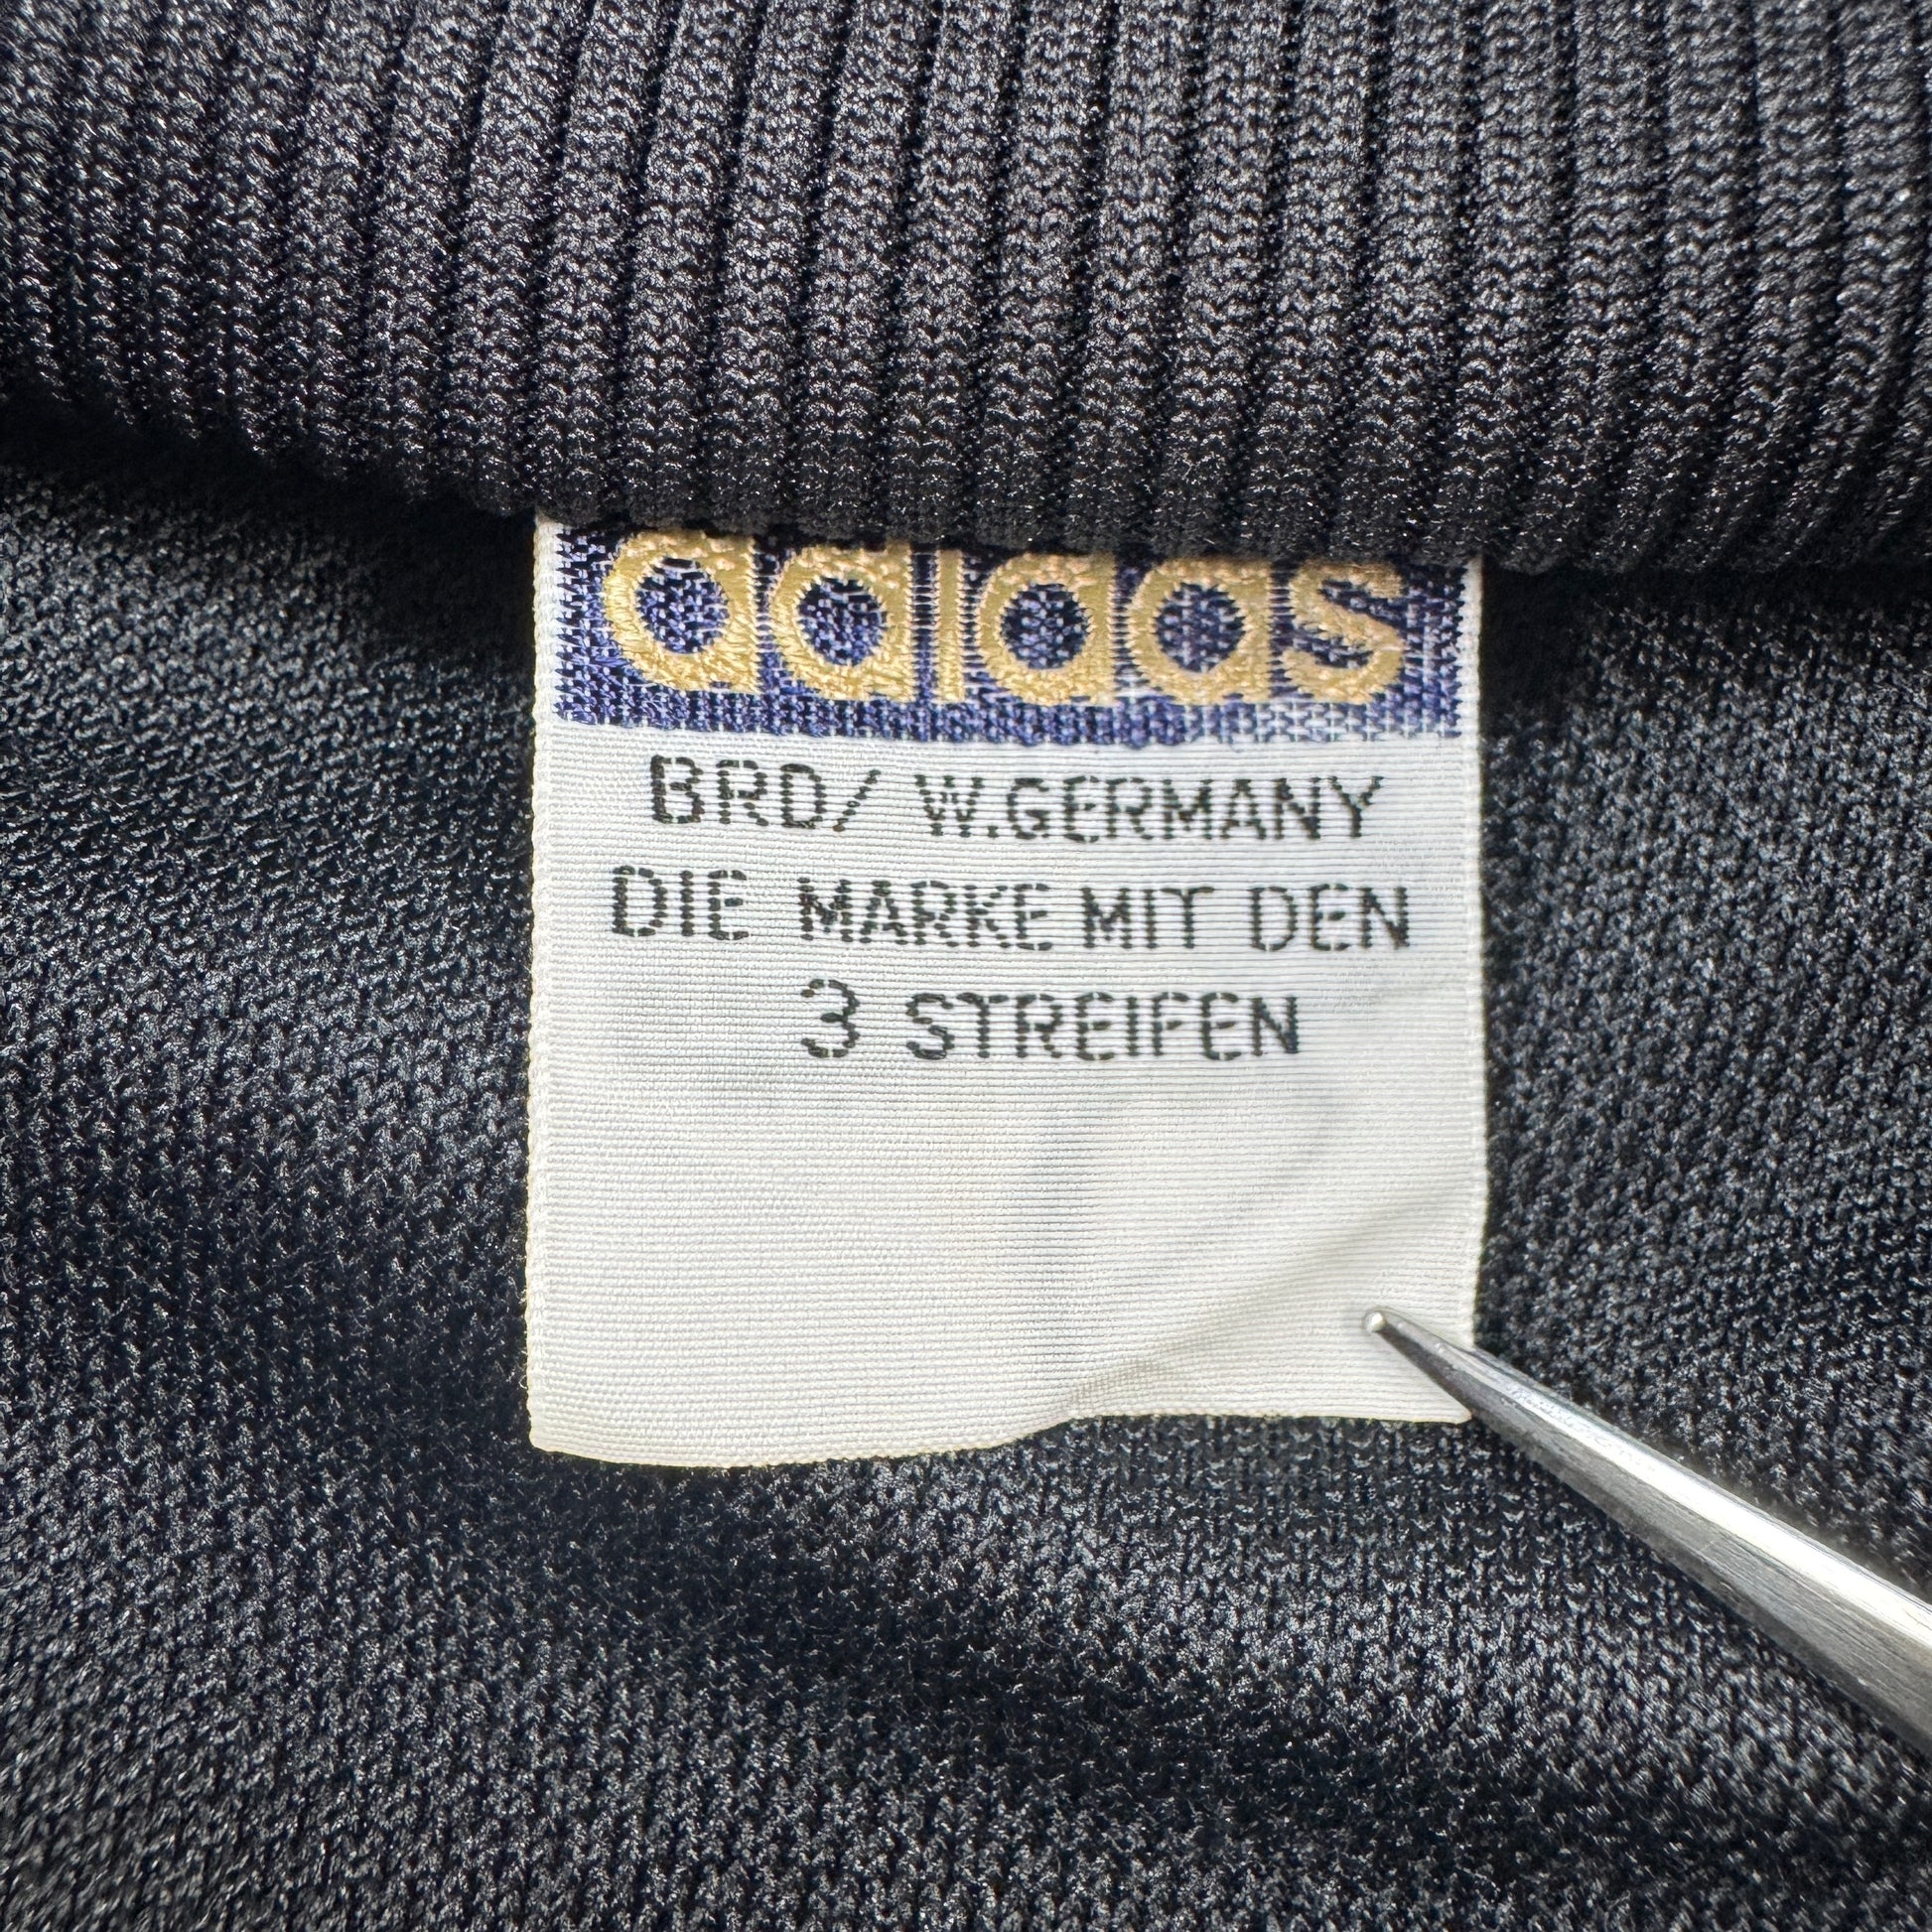 adidas
BRD/ W.GERMANY
DIE MARKE MIT DEN
3 STREIFEN